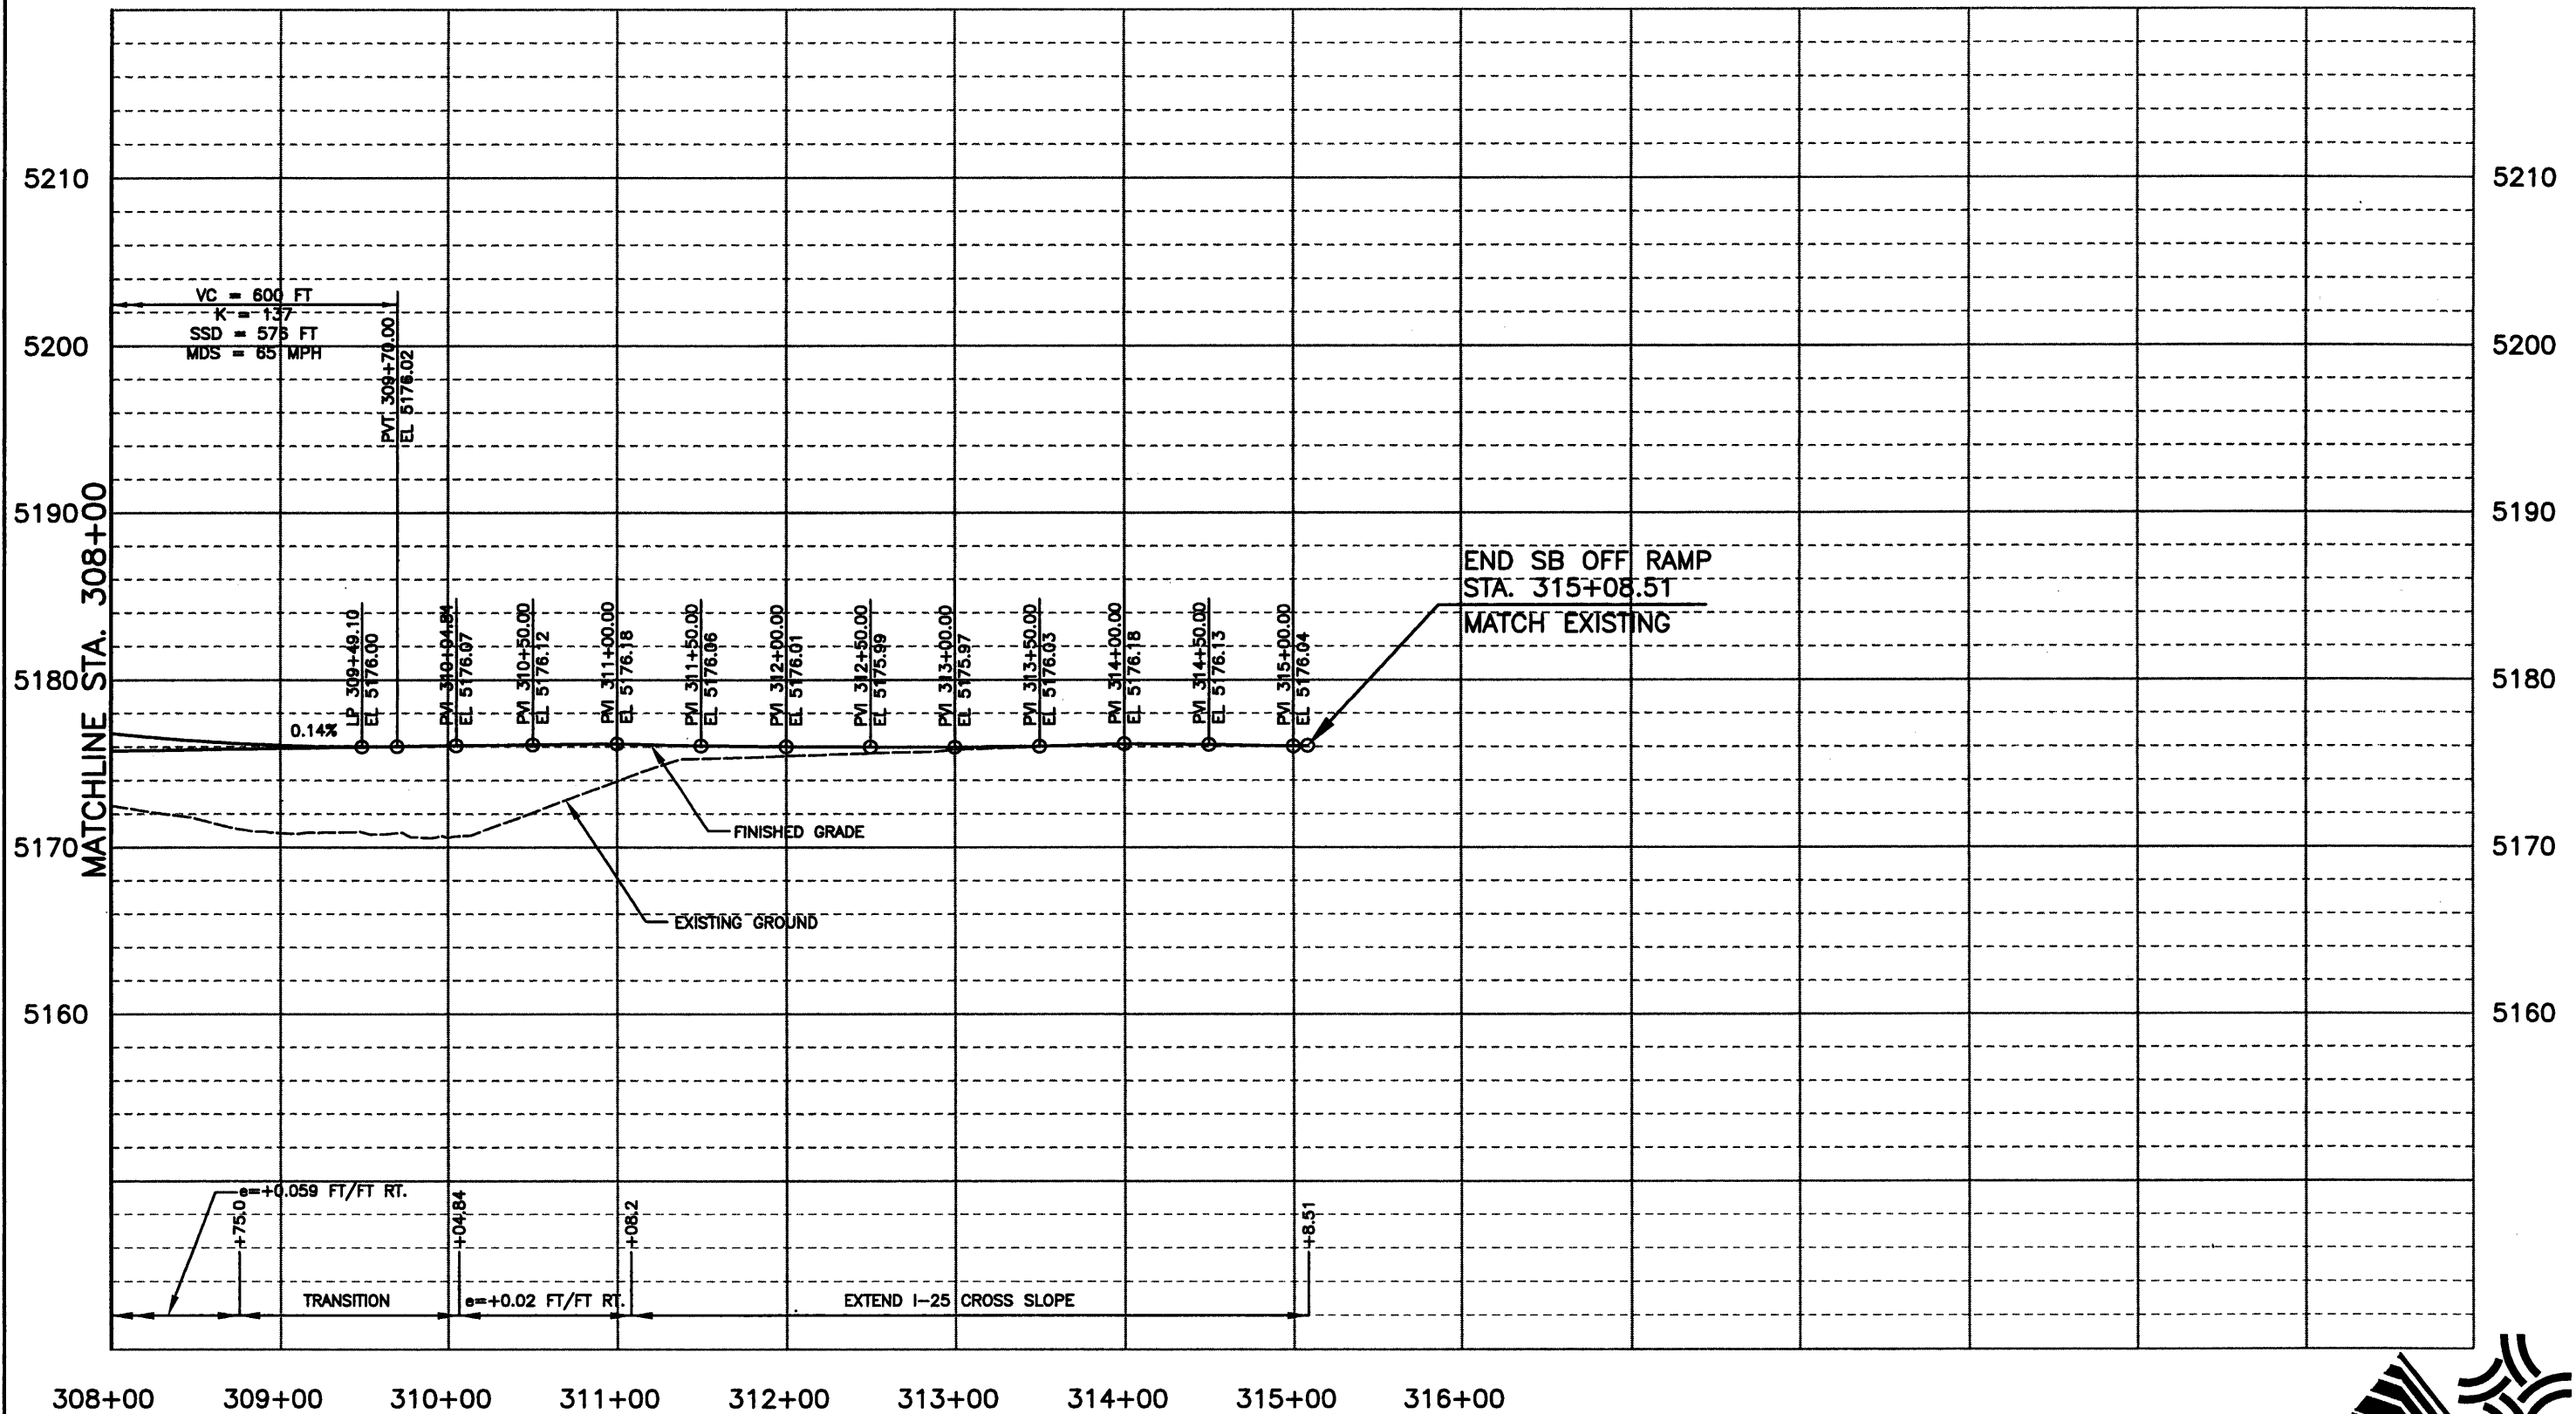 5210
5210
VC = 600 FT
K = 137
SSD = 576 FT
MDS = 65 MPH
PVT 309+70.00
EL 5176.02
5200
5200
5190
5190
MATCHLINE STA. 308+00
END SB OFF RAMP
STA. 315+08.51
MATCH EXISTING
LP 309+49.10
EL 5176.00
PVI 310+04.84
EL 5176.07
PVI 310+50.00
EL 5176.12
PVI 311+00.00
EL 5176.18
PVI 311+50.00
EL 5176.06
PVI 312+00.00
EL 5176.01
PVI 312+50.00
EL 5175.99
PVI 313+00.00
EL 5175.97
PVI 313+50.00
EL 5176.03
PVI 314+00.00
EL 5176.18
PVI 314+50.00
EL 5176.13
PVI 315+00.00
EL 5176.04
5180
5180
0.14%
FINISHED GRADE
5170
5170
EXISTING GROUND
5160
5160
e=+0.059 FT/FT RT.
+75.0
+04.84
+08.2
+8.51
TRANSITION
e=+0.02 FT/FT RT.
EXTEND I-25 CROSS SLOPE
308+00 309+00 310+00 311+00 312+00 313+00 314+00 315+00 316+00